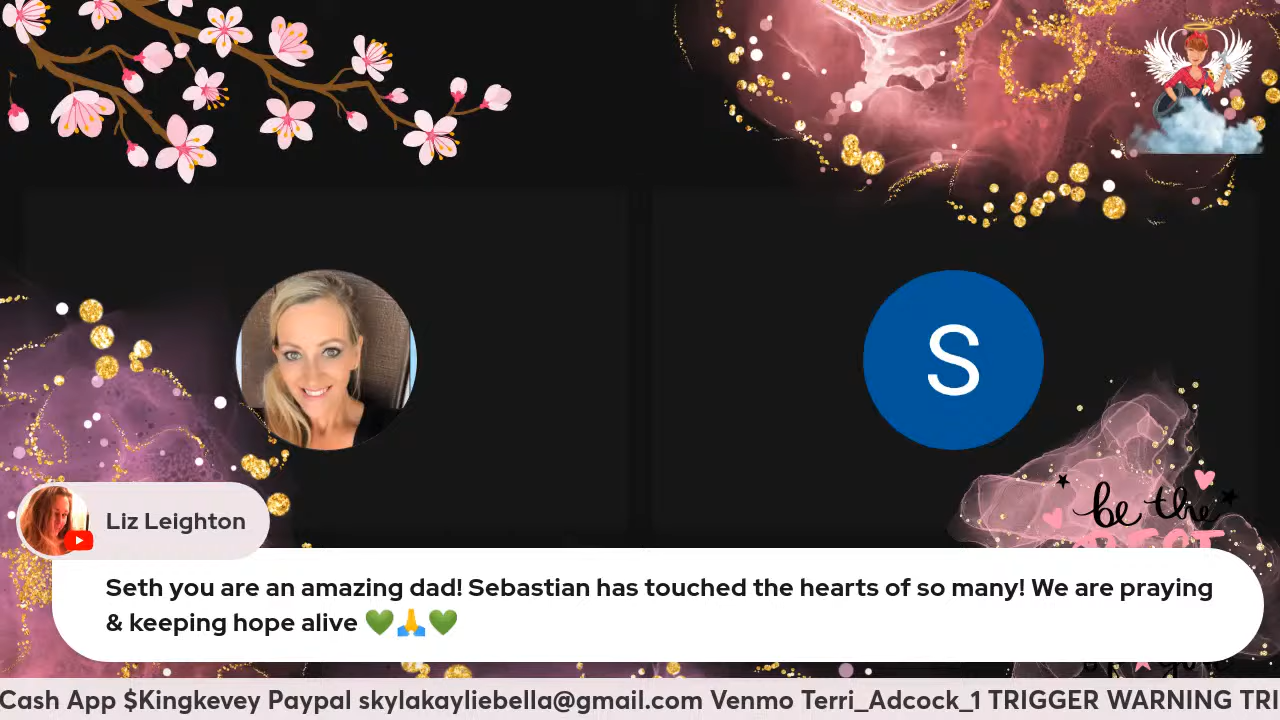 S
be the
Liz Leighton
Seth you are an amazing dad! Sebastian has touched the hearts of so many! We are praying
& keeping hope alive 💚🙏💚
Cash App $Kingkevey Paypal skylakayliebella@gmail.com Venmo Terri_Adcock_1 TRIGGER WARNING TRI